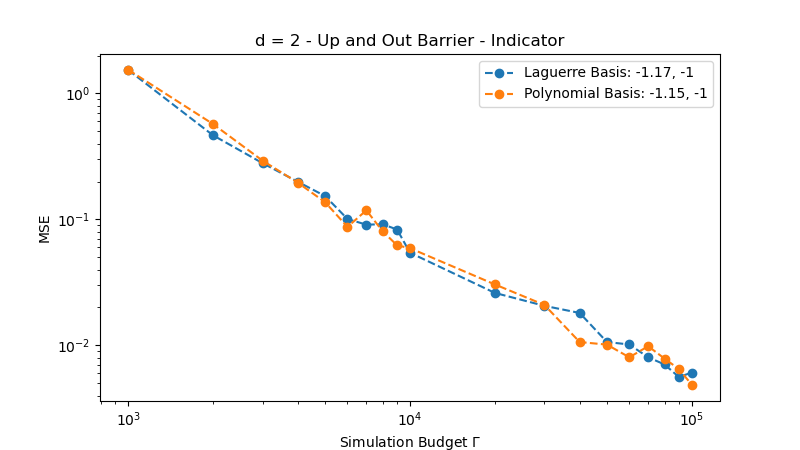 d = 2 - Up and Out Barrier - Indicator
Laguerre Basis: -1.17, -1
Polynomial Basis: -1.15, -1
MSE
10⁰
10⁻¹
10⁻²
10³
10⁴
10⁵
Simulation Budget Γ